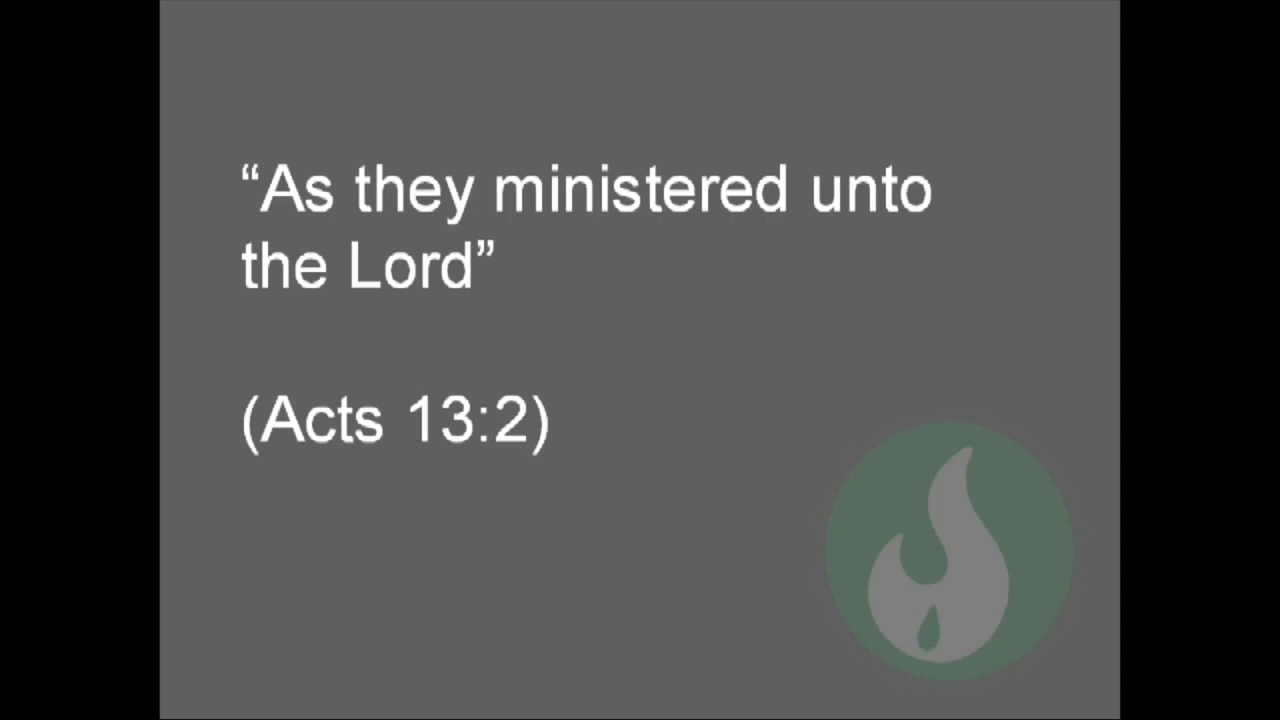 “As they ministered unto
the Lord”
(Acts 13:2)